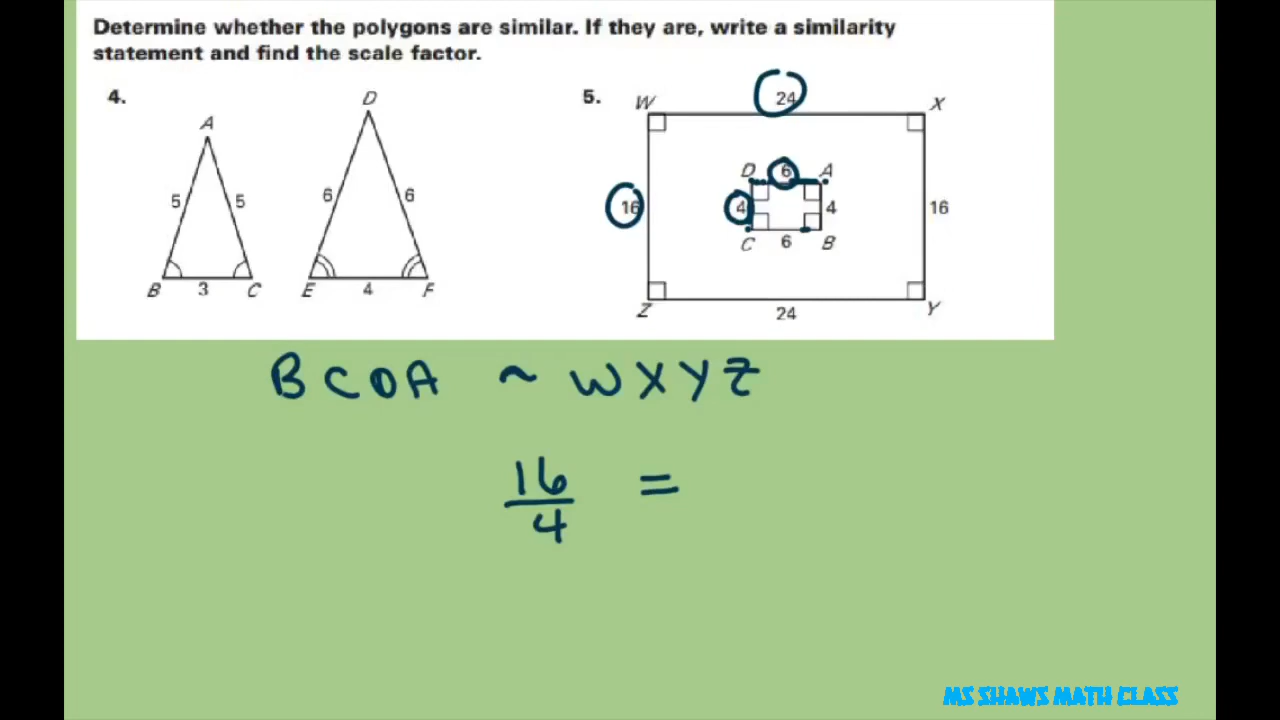 Determine whether the polygons are similar. If they are, write a similarity
statement and find the scale factor.
4.
A
5
5
B
3
C
D
6
6
E
4
F
5.
W
24
X
16
D
6
A
4
4
C
6
B
16
Z
24
Y
BCDA ~ WXYZ
16
4
=
MS SHAWS MATH CLASS